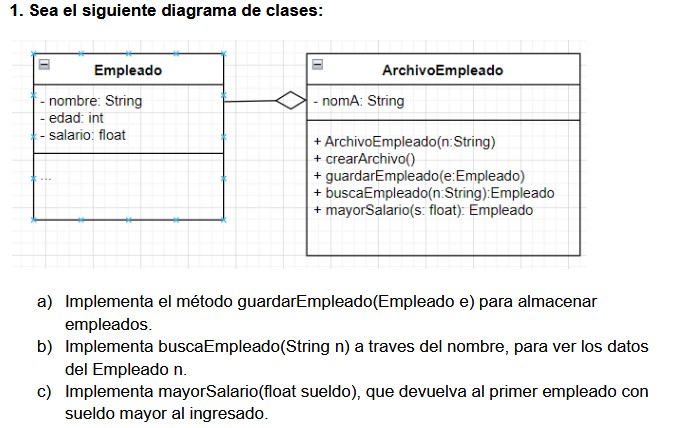 1. Sea el siguiente diagrama de clases:
Empleado
- nombre: String
- edad: int
- salario: float
...
ArchivoEmpleado
- nomA: String
+ ArchivoEmpleado(n:String)
+ crearArchivo()
+ guardarEmpleado(e:Empleado)
+ buscaEmpleado(n:String):Empleado
+ mayorSalario(s: float): Empleado
a) Implementa el método guardarEmpleado(Empleado e) para almacenar
empleados.
b) Implementa buscaEmpleado(String n) a traves del nombre, para ver los datos
del Empleado n.
c) Implementa mayorSalario(float sueldo), que devuelva al primer empleado con
sueldo mayor al ingresado.